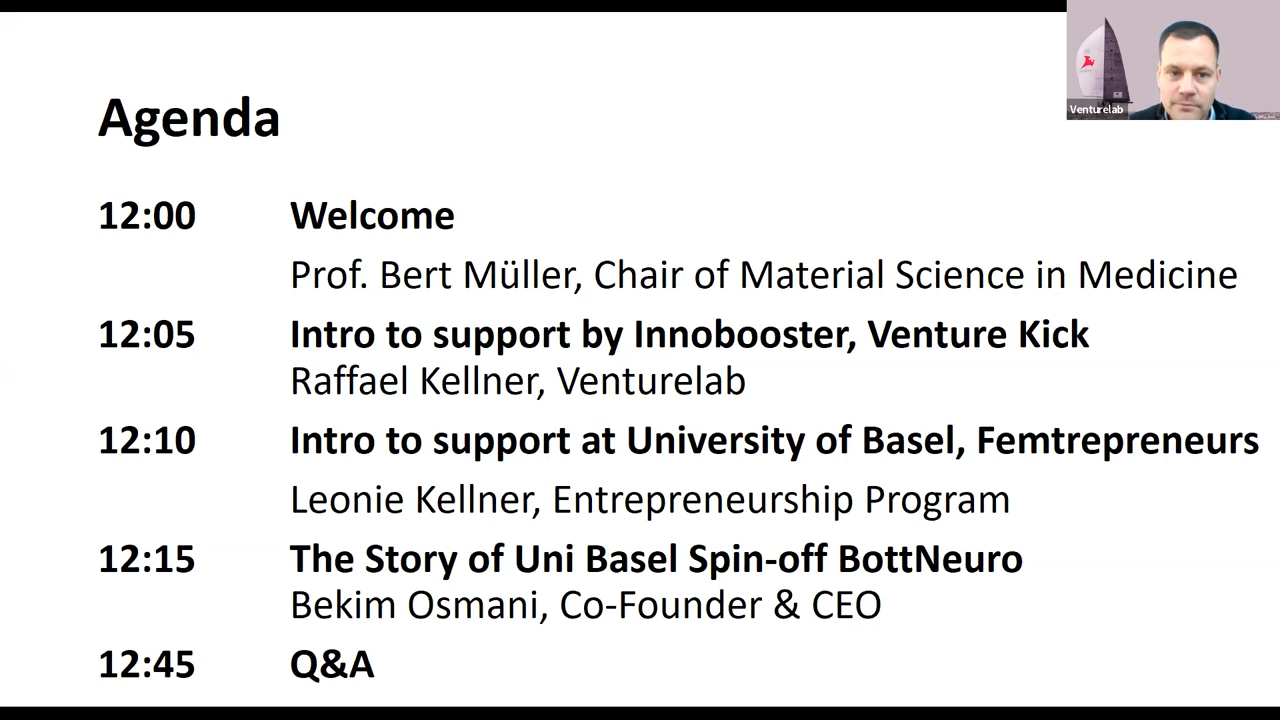 Agenda
12:00 Welcome
Prof. Bert Müller, Chair of Material Science in Medicine
12:05 Intro to support by Innobooster, Venture Kick
Raffael Kellner, Venturelab
12:10 Intro to support at University of Basel, Femtrepreneurs
Leonie Kellner, Entrepreneurship Program
12:15 The Story of Uni Basel Spin-off BottNeuro
Bekim Osmani, Co-Founder & CEO
12:45 Q&A
Venturelab